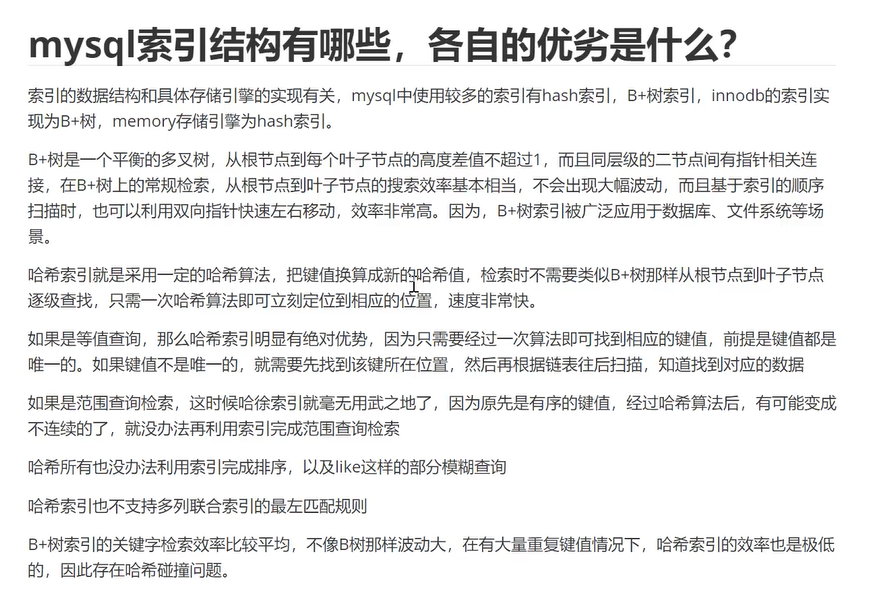 mysql索引结构有哪些，各自的优劣是什么？
索引的数据结构和具体存储引擎的实现有关，mysql中使用较多的索引有hash索引，B+树索引，innodb的索引实
现为B+树，memory存储引擎为hash索引。
B+树是一个平衡的多叉树，从根节点到每个叶子节点的高度差值不超过1，而且同层级的二节点间有指针相关连
接，在B+树上的常规检索，从根节点到叶子节点的搜索效率基本相当，不会出现大幅波动，而且基于索引的顺序
扫描时，也可以利用双向指针快速左右移动，效率非常高。因为，B+树索引被广泛应用于数据库、文件系统等场
景。
哈希索引就是采用一定的哈希算法，把键值换算成新的哈希值，检索时不需要类似B+树那样从根节点到叶子节点
逐级查找，只需一次哈希算法即可立刻定位到相应的位置，速度非常快。
如果是等值查询，那么哈希索引明显有绝对优势，因为只需要经过一次算法即可找到相应的键值，前提是键值都是
唯一的。如果键值不是唯一的，就需要先找到该键所在位置，然后再根据链表往后扫描，知道找到对应的数据
如果是范围查询检索，这时候哈徐索引就毫无用武之地了，因为原先是有序的键值，经过哈希算法后，有可能变成
不连续的了，就没办法再利用索引完成范围查询检索
哈希所有也没办法利用索引完成排序，以及like这样的部分模糊查询
哈希索引也不支持多列联合索引的最左匹配规则
B+树索引的关键字检索效率比较平均，不像B树那样波动大，在有大量重复键值情况下，哈希索引的效率也是极低
的，因此存在哈希碰撞问题。